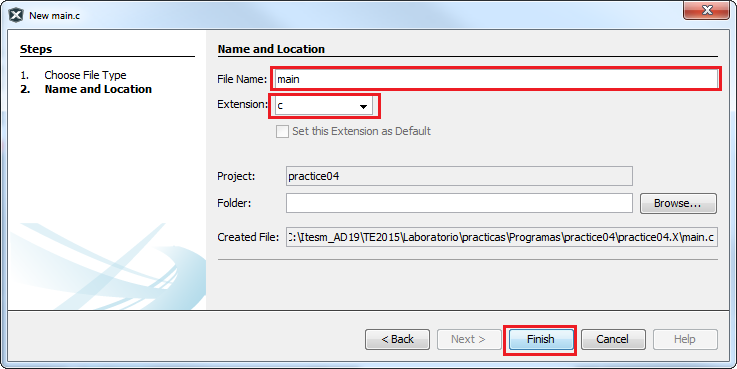 New main.c
Steps
1. Choose File Type
2. Name and Location
Name and Location
File Name: main
Extension: c
Set this Extension as Default
Project: practice04
Folder:
Browse...
Created File: C:\Itesm_AD19\TE2015\Laboratorio\practicas\Programas\practice04\practice04.X\main.c
< Back
Next >
Finish
Cancel
Help